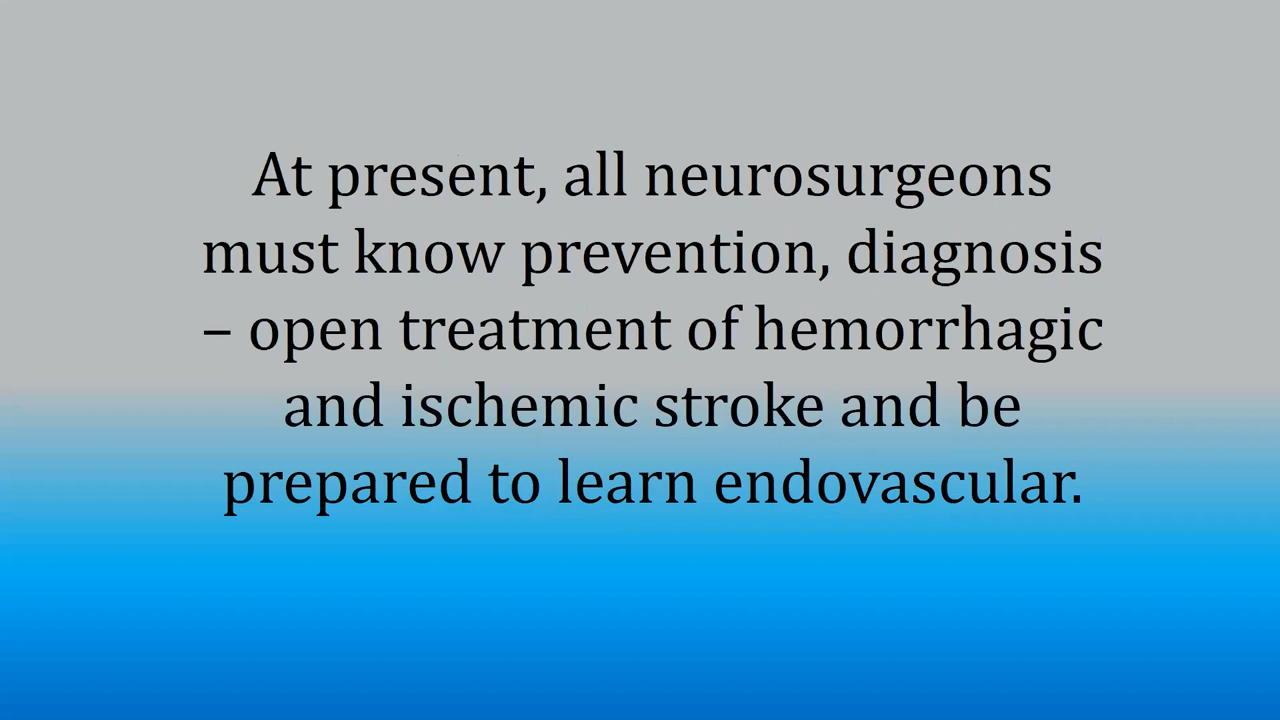 At present, all neurosurgeons
must know prevention, diagnosis
– open treatment of hemorrhagic
and ischemic stroke and be
prepared to learn endovascular.